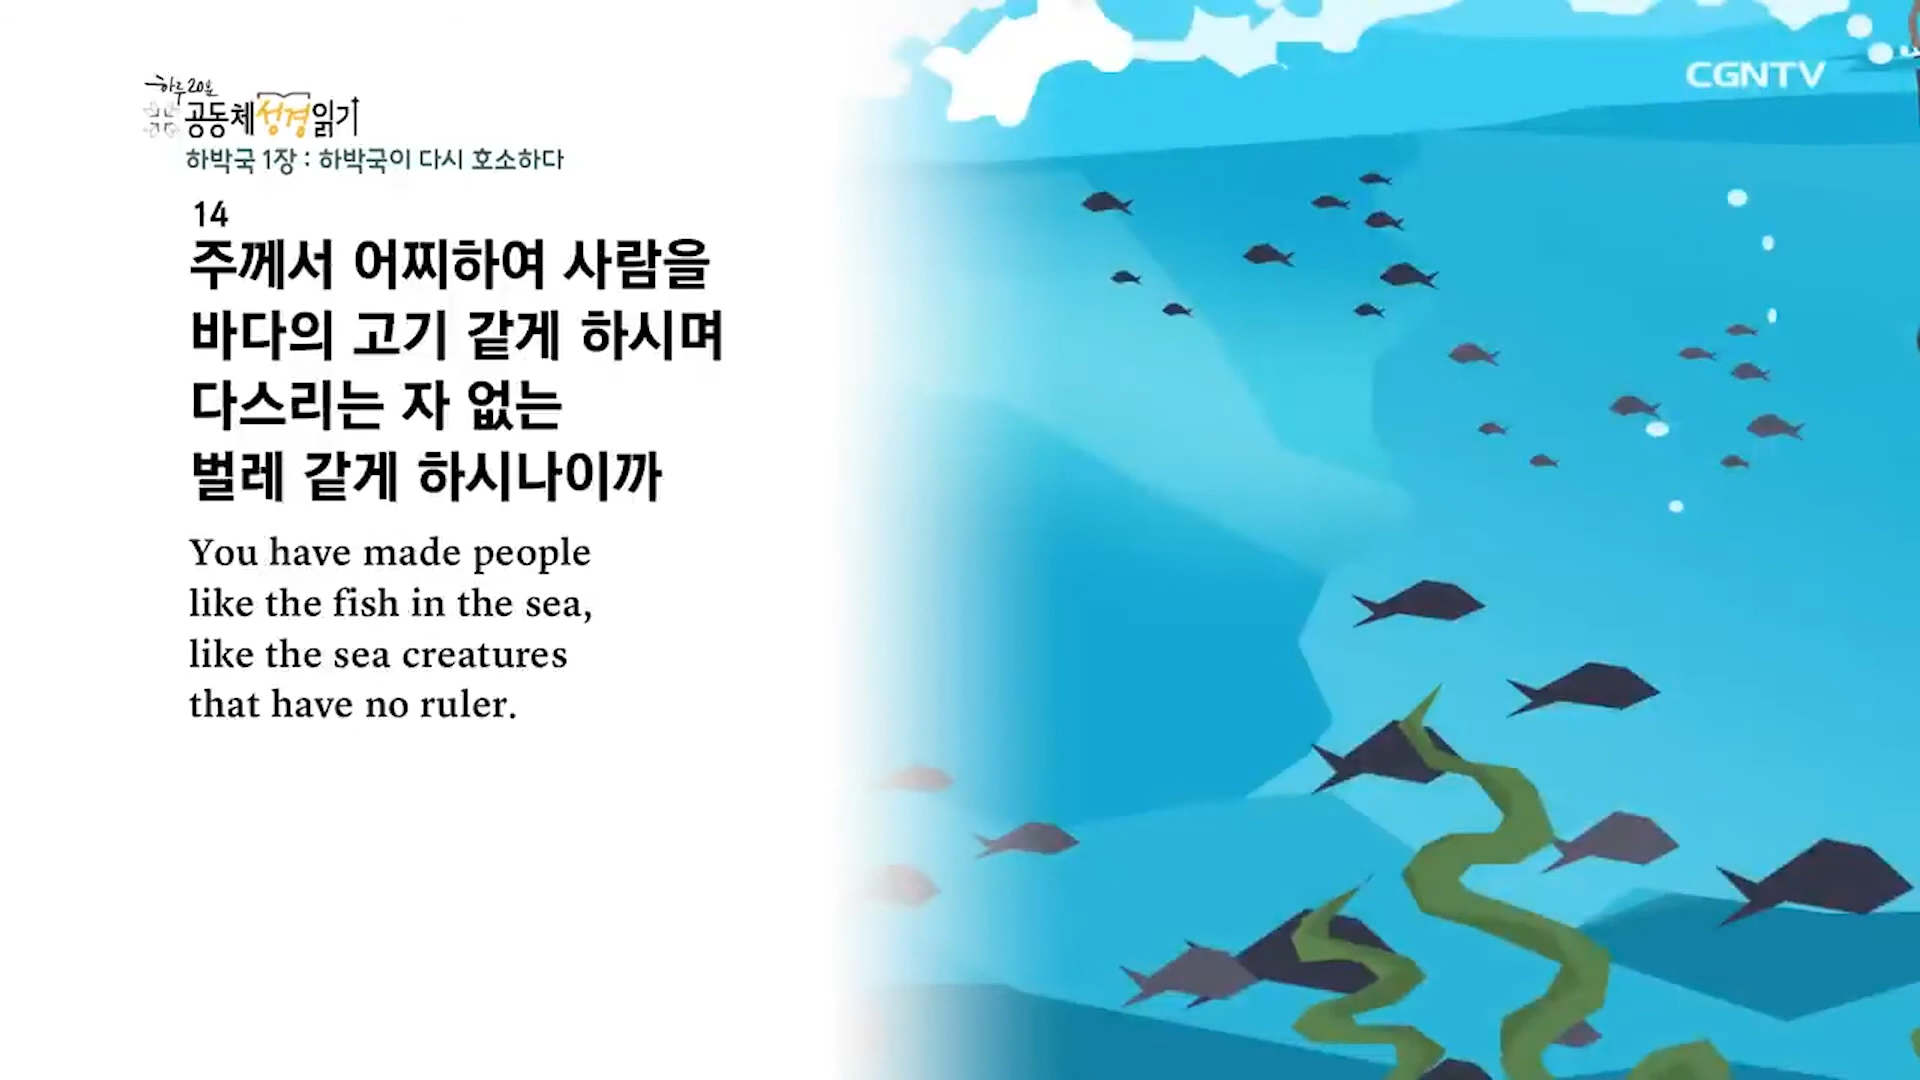 하루 20분
공동체성경읽기
CGNTV
하박국 1장 : 하박국이 다시 호소하다
14
주께서 어찌하여 사람을
바다의 고기 같게 하시며
다스리는 자 없는
벌레 같게 하시나이까
You have made people
like the fish in the sea,
like the sea creatures
that have no ruler.